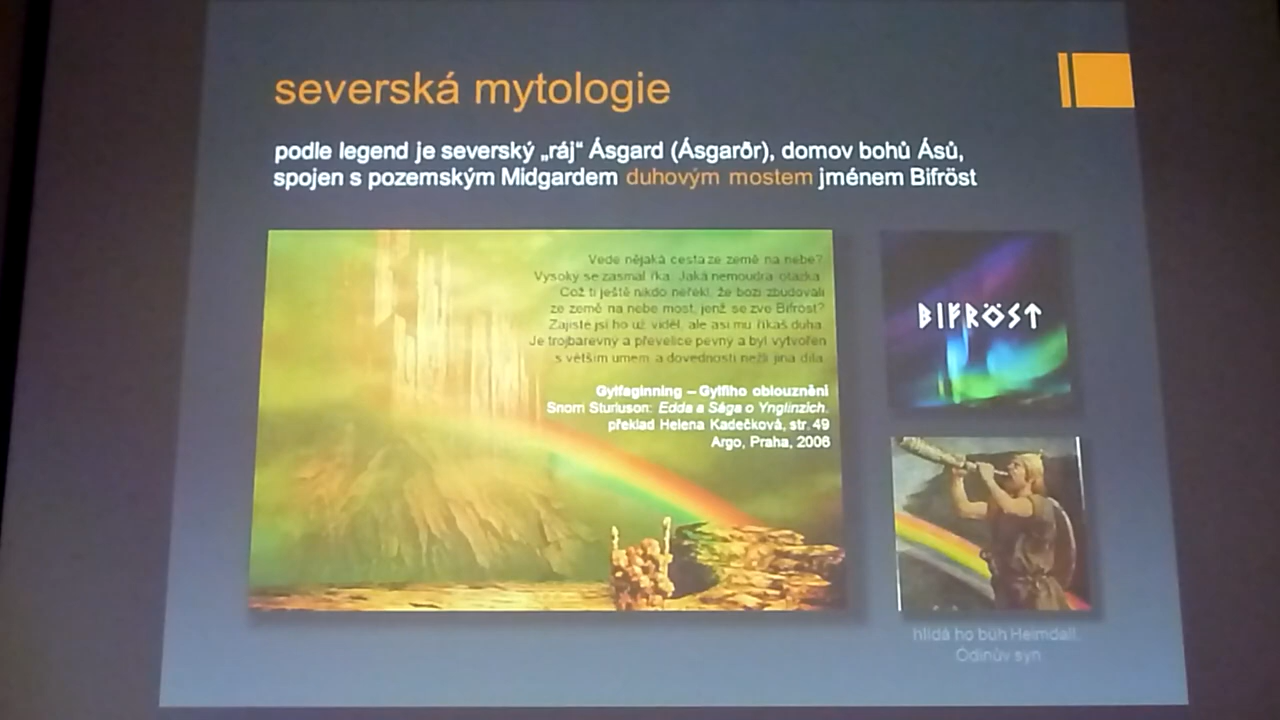 severská mytologie
podle legend je severský „ráj“ Ásgard (Ásgarðr), domov bohů Ásů,
spojen s pozemským Midgardem duhovým mostem jménem Bifröst
Vede nějaká cesta ze země na nebe?
Vysoký se zasmál řka: Jaká nemoudrá otázka.
Což ti ještě nikdo neřekl, že bozi zbudovali
ze země na nebe most, jenž se zve Bifröst?
Zajisté jsi ho už viděl, ale asi mu říkáš duha.
Je trojbarevný a převelice pevný a byl vytvořen
s větším umem a dovedností nežli jiná díla.
Gylfaginning – Gylfiho oblouznění
Snorri Sturluson: Edda a Sága o Ynglinzích.
překlad Helena Kadečková, str. 49
Argo, Praha, 2006
BIFRÖST
hlídá ho bůh Heimdall,
Ódinův syn